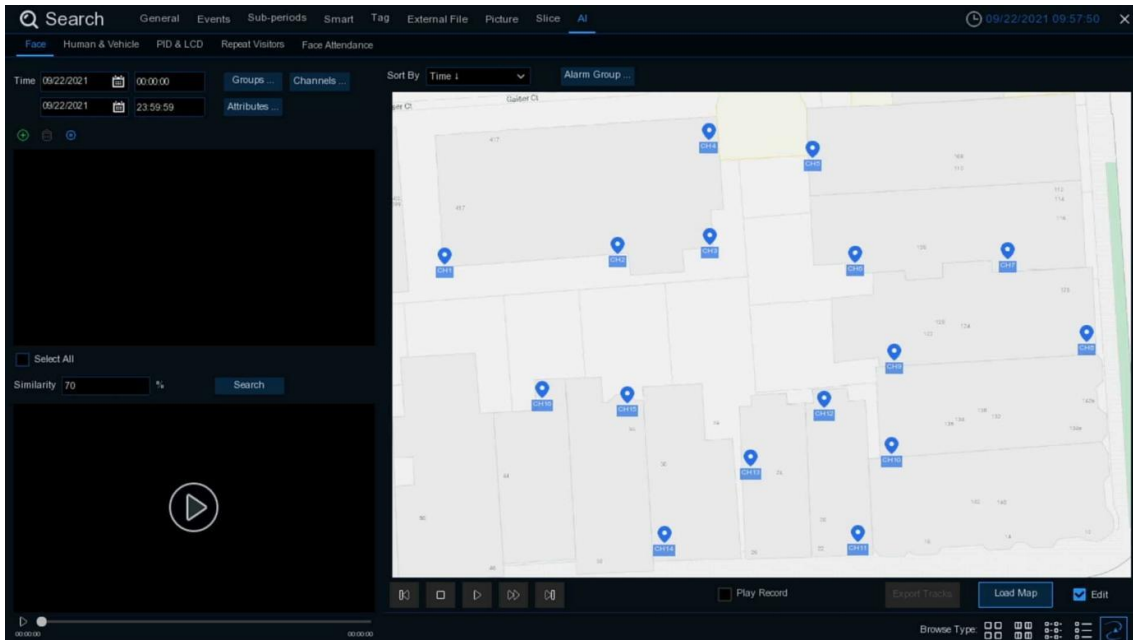 Search General Events Sub-periods Smart Tag External File Picture Slice AI 09/22/2021 09:57:50
Face Human & Vehicle PID & LCD Repeat Visitors Face Attendance
Time 09/22/2021 00:00:00 Groups ... Channels ... Sort By Time ↓ Alarm Group ...
09/22/2021 23:59:59 Attributes ...
CH4
417
CH3
CH2
CH1
CH6
CH7
CH8
CH9
Select All
Similarity 70 % Search
CH16
CH15
CH12
CH10
CH13
CH14
CH11
Play Record Export Tracks Load Map Edit
00:00:00 00:00:00
Browse Type: